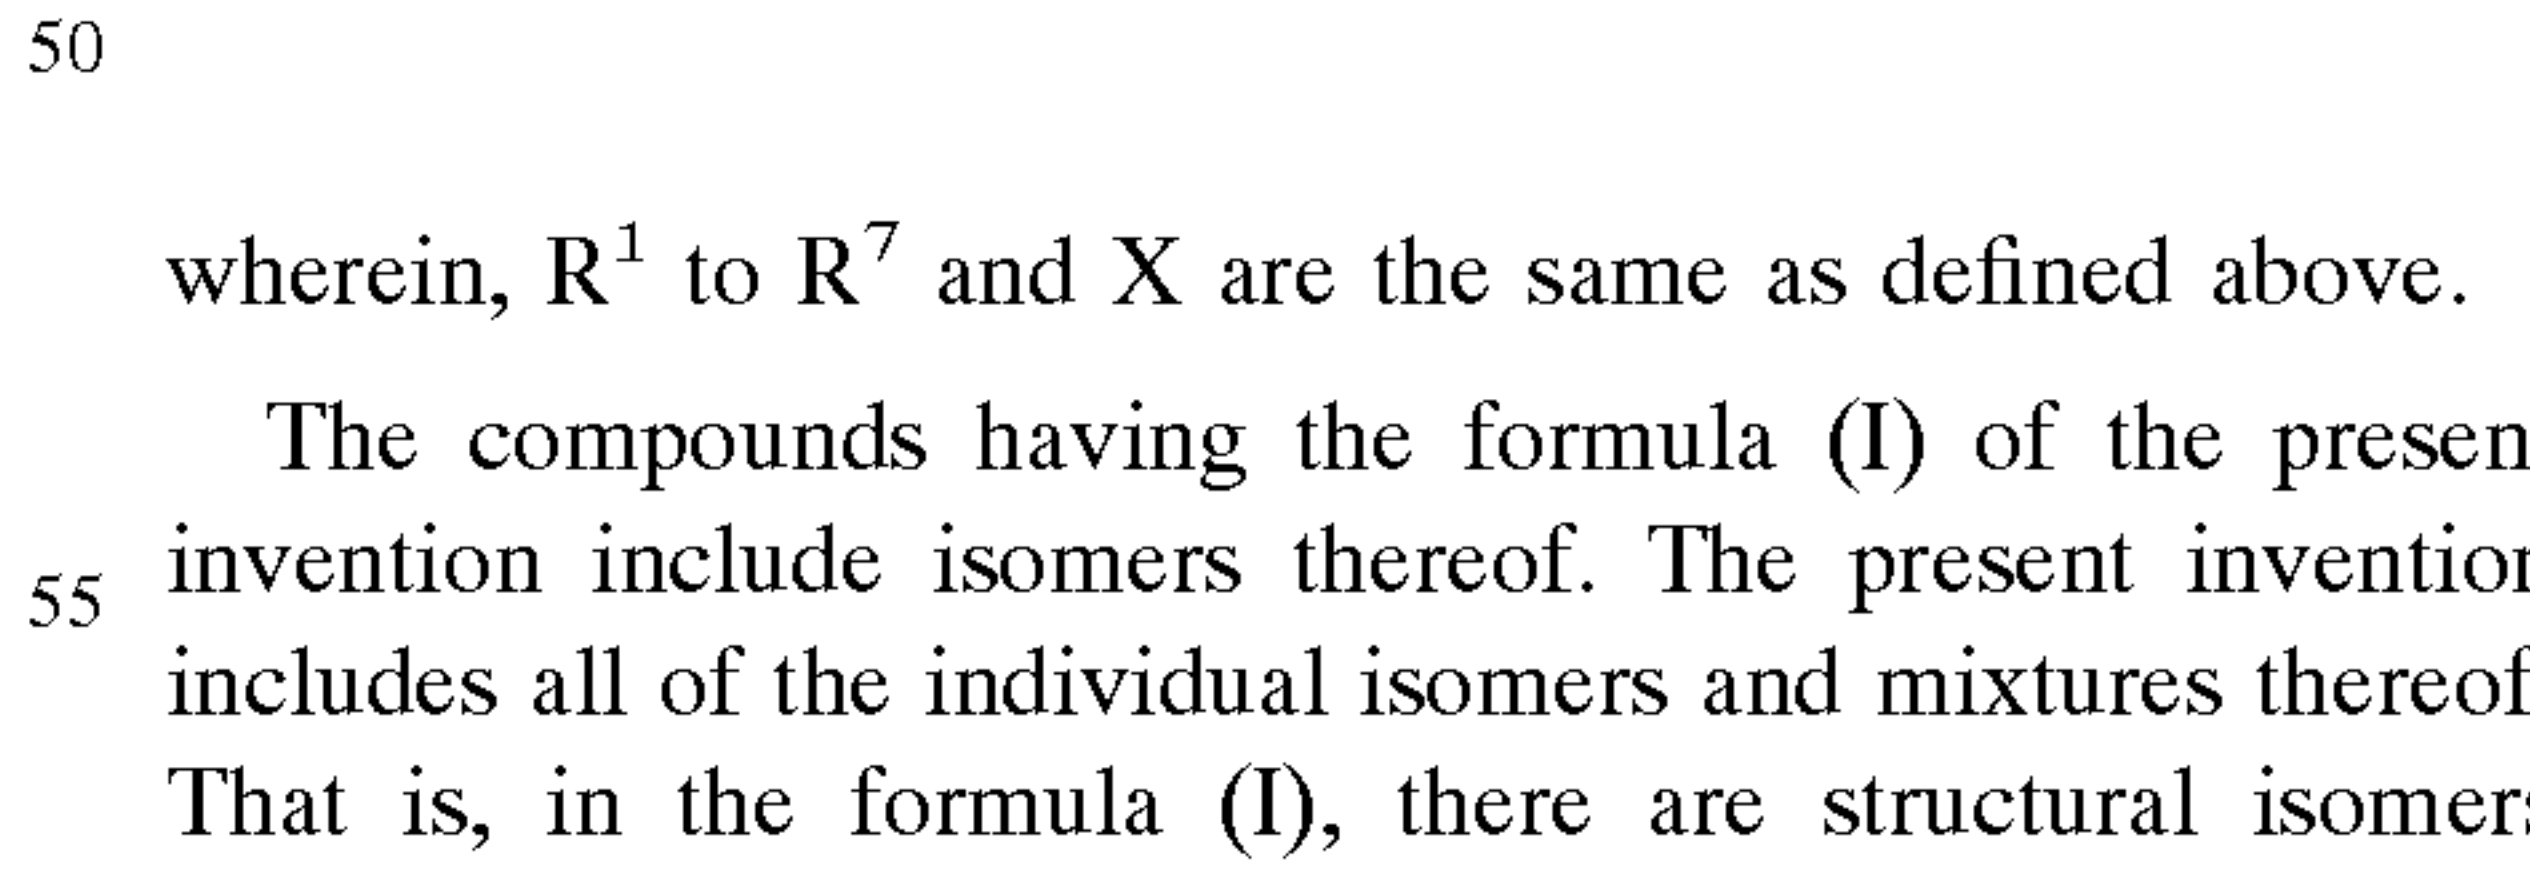 50
wherein, R¹ to R⁷ and X are the same as defined above.
The compounds having the formula (I) of the presen
invention include isomers thereof. The present invention
55 includes all of the individual isomers and mixtures thereof
That is, in the formula (I), there are structural isomers